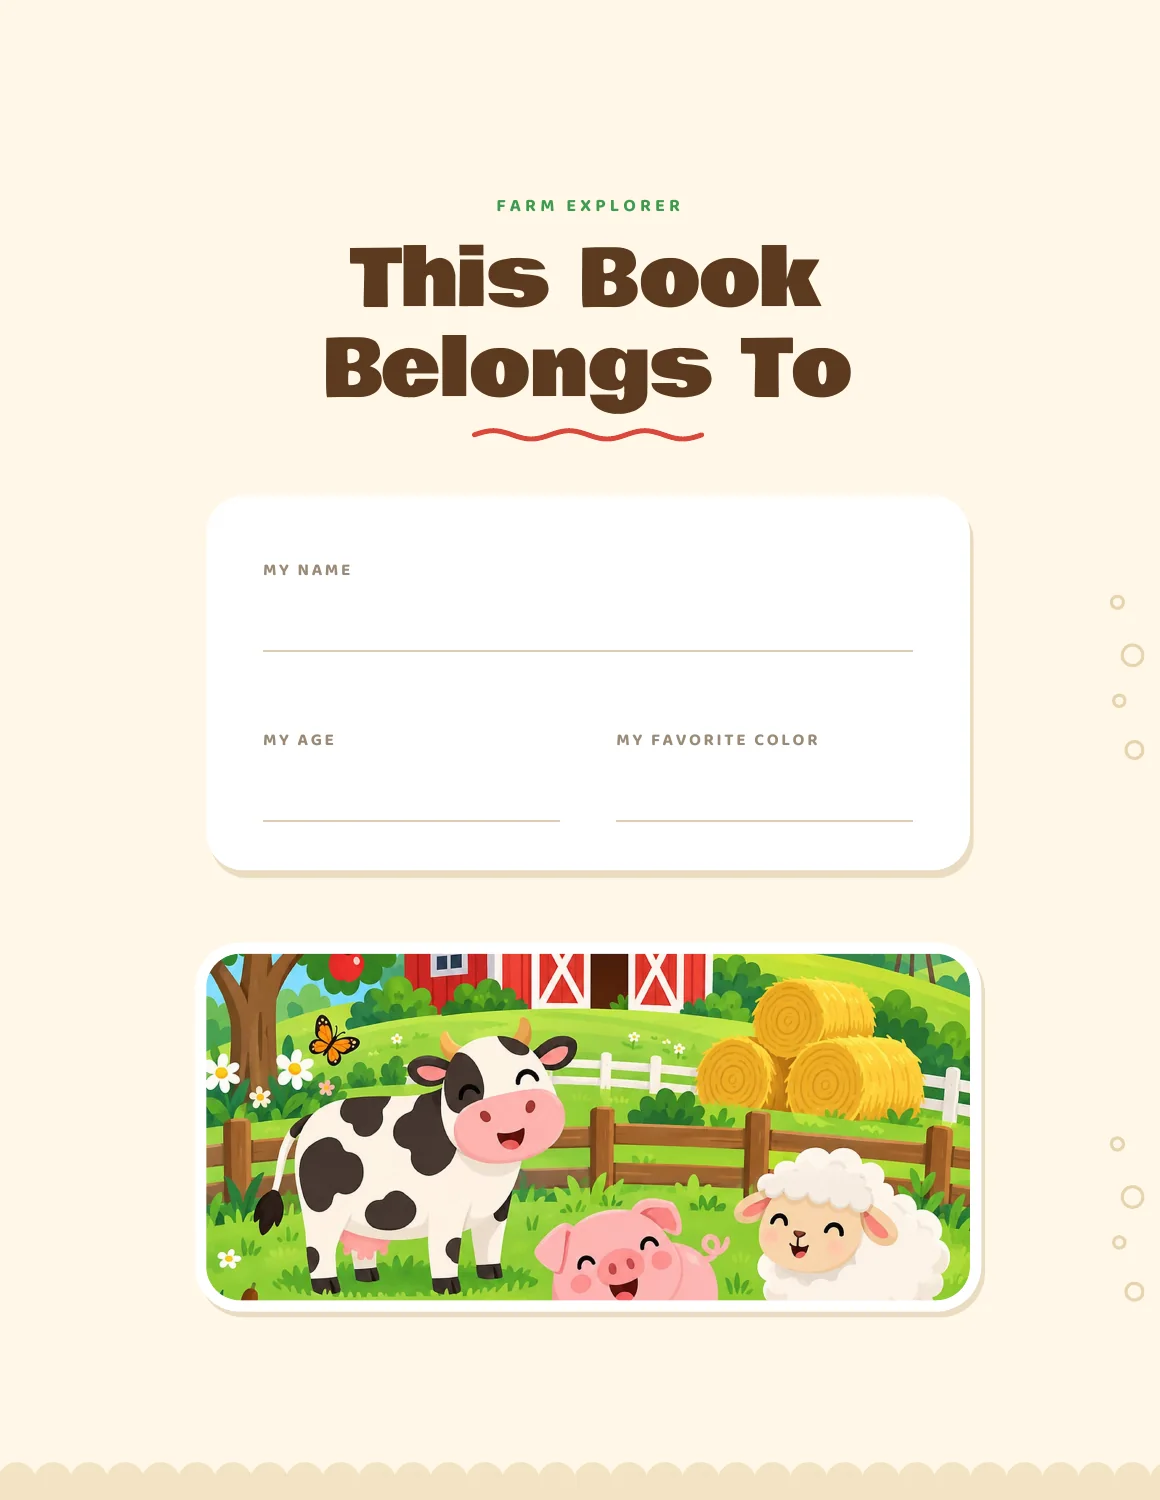 FARM EXPLORER
This Book
Belongs To
MY NAME
MY AGE
MY FAVORITE COLOR